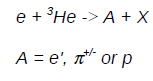 e + ³He -> A + X
A = e', π⁺/⁻ or p